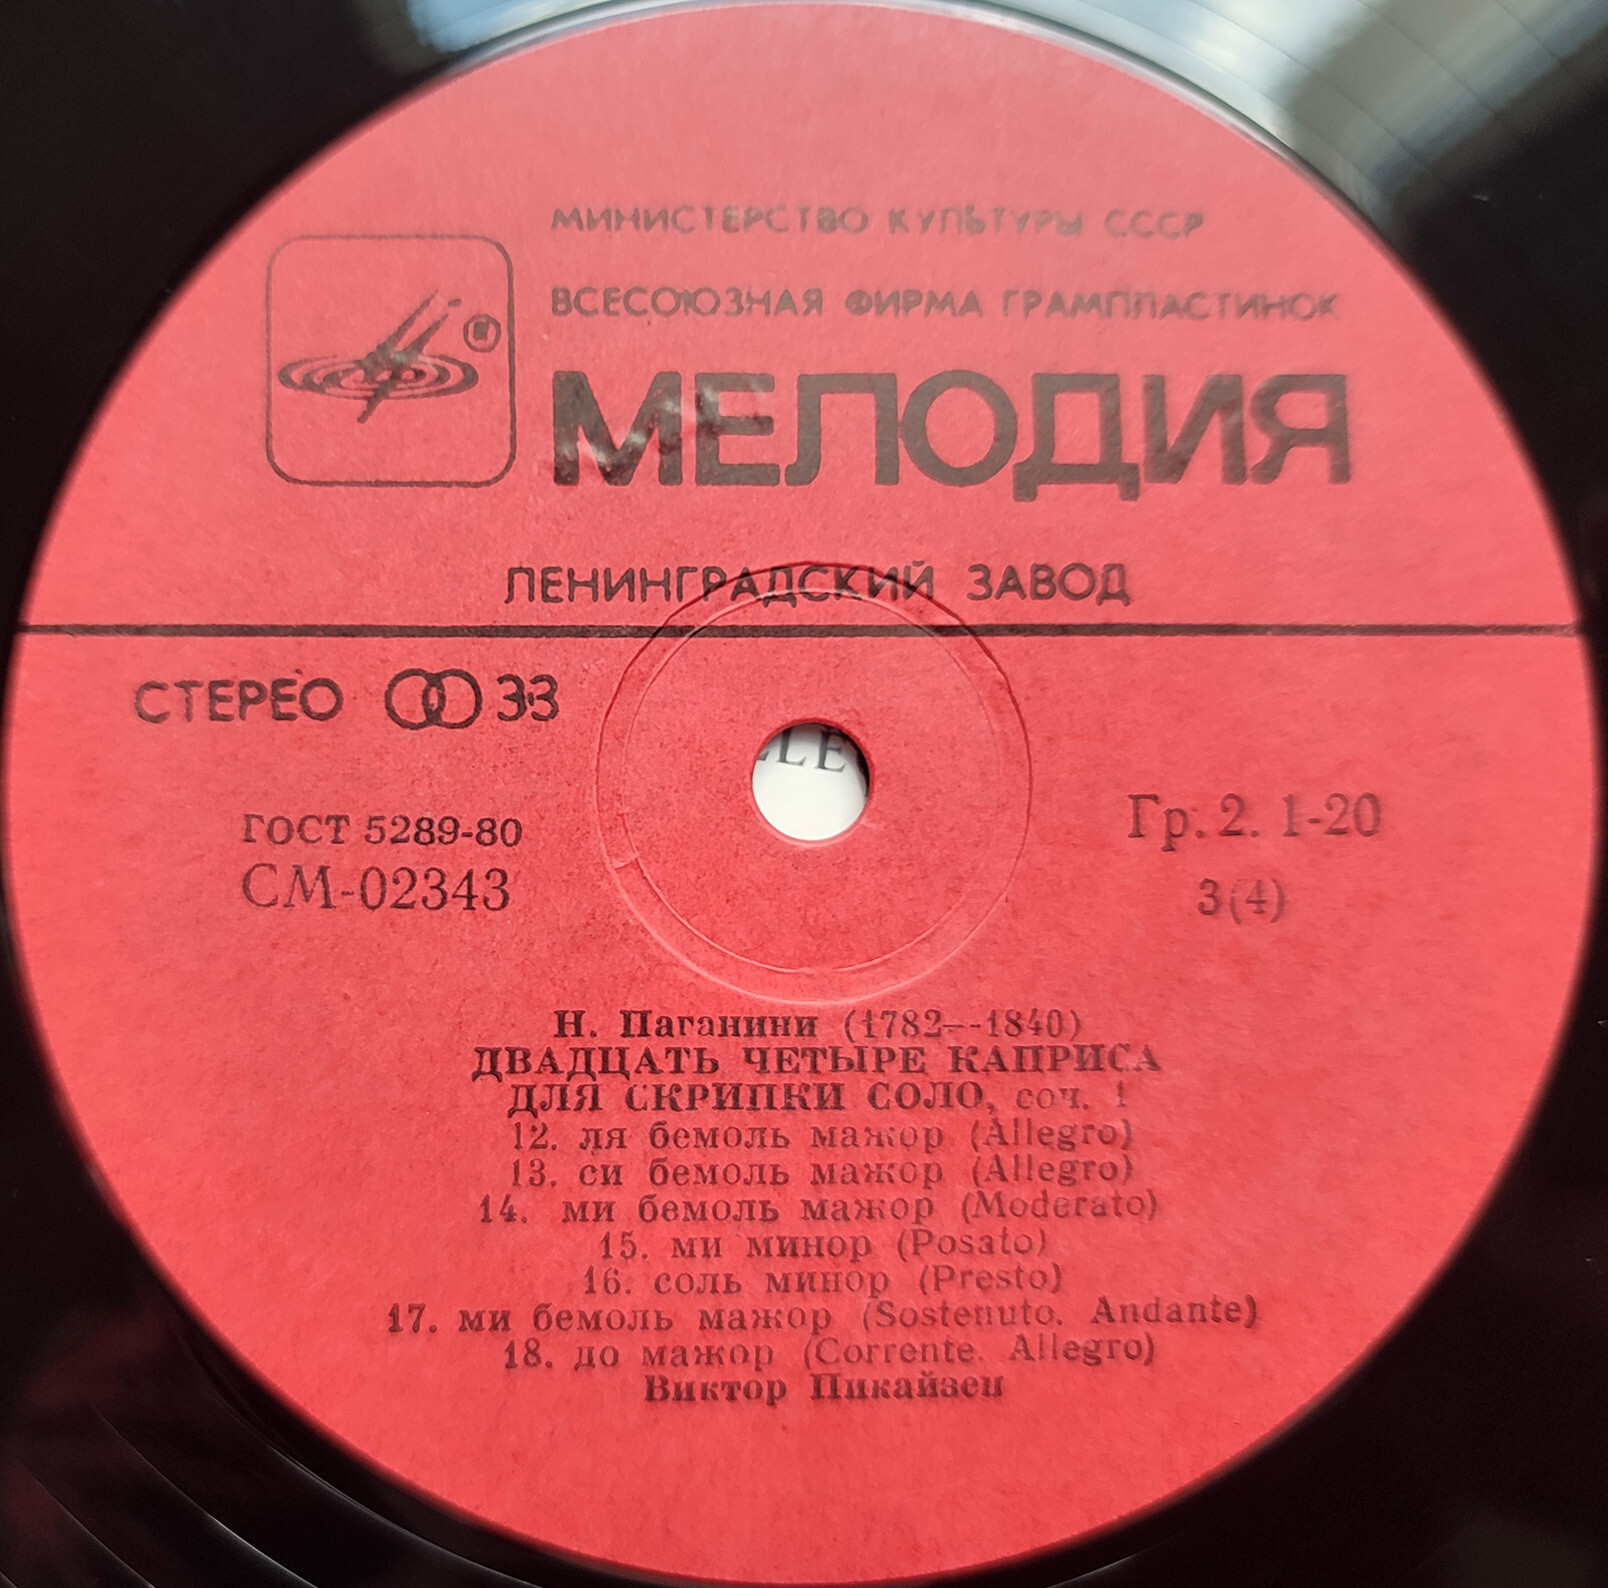 МИНИСТЕРСТВО КУЛЬТУРЫ СССР
ВСЕСОЮЗНАЯ ФИРМА ГРАМПЛАСТИНОК
МЕЛОДИЯ
ЛЕНИНГРАДСКИЙ ЗАВОД
СТЕРЕО 33
ГОСТ 5289-80
СМ-02343
Гр. 2. 1-20
3(4)
Н. Паганини (1782--1840)
ДВАДЦАТЬ ЧЕТЫРЕ КАПРИСА
ДЛЯ СКРИПКИ СОЛО, соч. 1
12. ля бемоль мажор (Allegro)
13. си бемоль мажор (Allegro)
14. ми бемоль мажор (Moderato)
15. ми минор (Posato)
16. соль минор (Presto)
17. ми бемоль мажор (Sostenuto. Andante)
18. до мажор (Corrente. Allegro)
Виктор Пикайзен